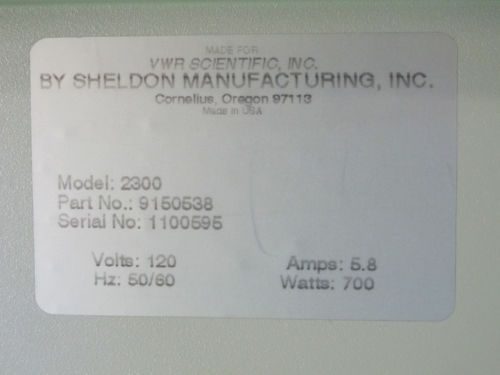 MADE FOR
VWR SCIENTIFIC, INC.
BY SHELDON MANUFACTURING, INC.
Cornelius, Oregon 97113
Made in USA
Model: 2300
Part No.: 9150538
Serial No: 1100595
Volts: 120 Amps: 5.8
Hz: 50/60 Watts: 700